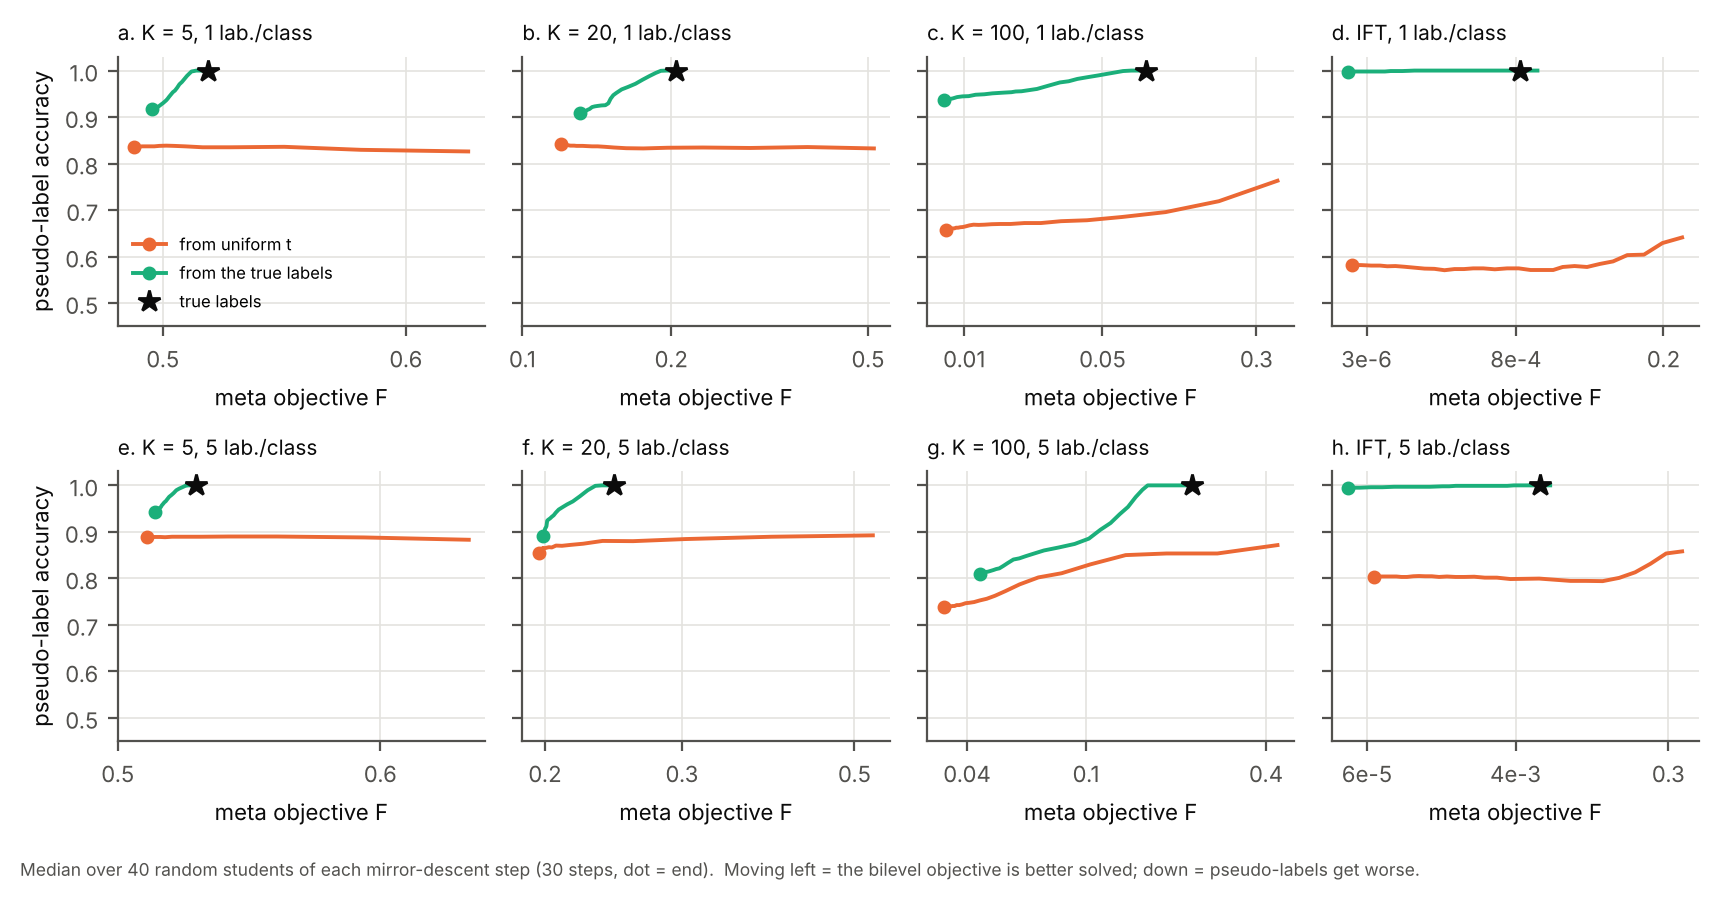 a. K = 5, 1 lab./class
b. K = 20, 1 lab./class
c. K = 100, 1 lab./class
d. IFT, 1 lab./class
pseudo-label accuracy
1.0
0.9
0.8
0.7
0.6
0.5
from uniform t
from the true labels
true labels
0.5 0.6
0.1 0.2 0.5
0.01 0.05 0.3
3e-6 8e-4 0.2
meta objective F
meta objective F
meta objective F
meta objective F
e. K = 5, 5 lab./class
f. K = 20, 5 lab./class
g. K = 100, 5 lab./class
h. IFT, 5 lab./class
pseudo-label accuracy
1.0
0.9
0.8
0.7
0.6
0.5
0.5 0.6
0.2 0.3 0.5
0.04 0.1 0.4
6e-5 4e-3 0.3
meta objective F
meta objective F
meta objective F
meta objective F
Median over 40 random students of each mirror-descent step (30 steps, dot = end).  Moving left = the bilevel objective is better solved; down = pseudo-labels get worse.